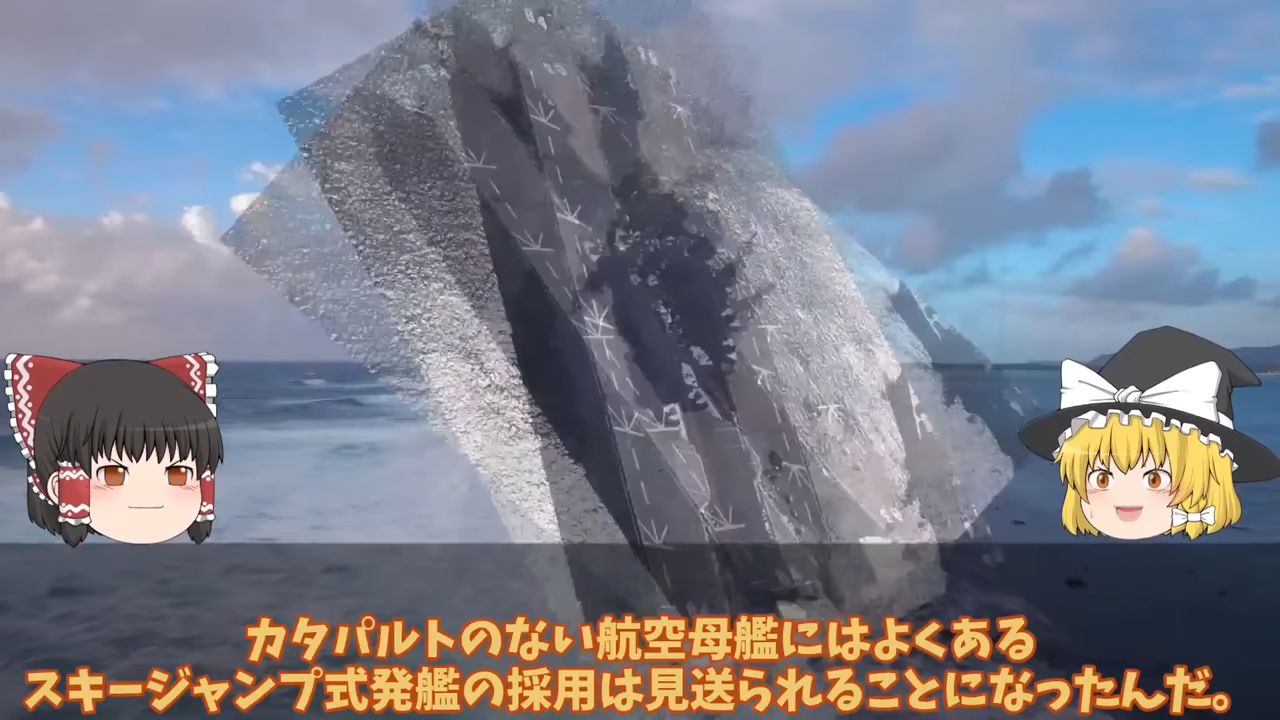 カタパルトのない航空母艦にはよくある
スキージャンプ式発艦の採用は見送られることになったんだ。